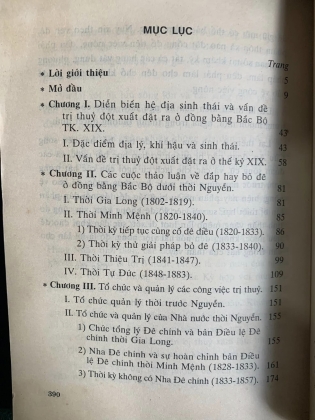 MỤC LỤC
Trang
* Lời giới thiệu 5
* Mở đầu 9
* Chương I. Diễn biến hệ địa sinh thái và vấn đề
trị thuỷ đột xuất đặt ra ở đồng bằng Bắc Bộ
TK. XIX. 43
I. Đặc điểm địa lý, khí hậu và sinh thái. 43
II. Vấn đề trị thuỷ đột xuất đặt ra ở thế kỷ XIX. 58
* Chương II. Các cuộc thảo luận về đắp hay bỏ đê
ở đồng bằng Bắc Bộ dưới thời Nguyễn. 81
I. Thời Gia Long (1802-1819). 81
II. Thời Minh Mệnh (1820-1840). 85
1) Thời kỳ tiếp tục củng cố đê điều (1820-1833). 86
2) Thời kỳ thử giải pháp bỏ đê (1833-1840). 90
III. Thời Thiệu Trị (1841-1847). 99
IV. Thời Tự Đức (1848-1883). 109
* Chương III. Tổ chức và quản lý các công việc trị thuỷ. 151
I. Tổ chức quản lý thời trước Nguyễn. 151
II. Tổ chức và quản lý của Nhà nước thời Nguyễn. 155
1) Chức tổng lý Đê chính và bản Điều lệ Đê
chính thời Gia Long. 155
2) Nha Đê chính và sự hoàn chỉnh bản Điều
lệ Đê chính thời Minh Mệnh (1828-1833). 161
3) Thời kỳ không có Nha Đê chính (1833-1857). 174
390